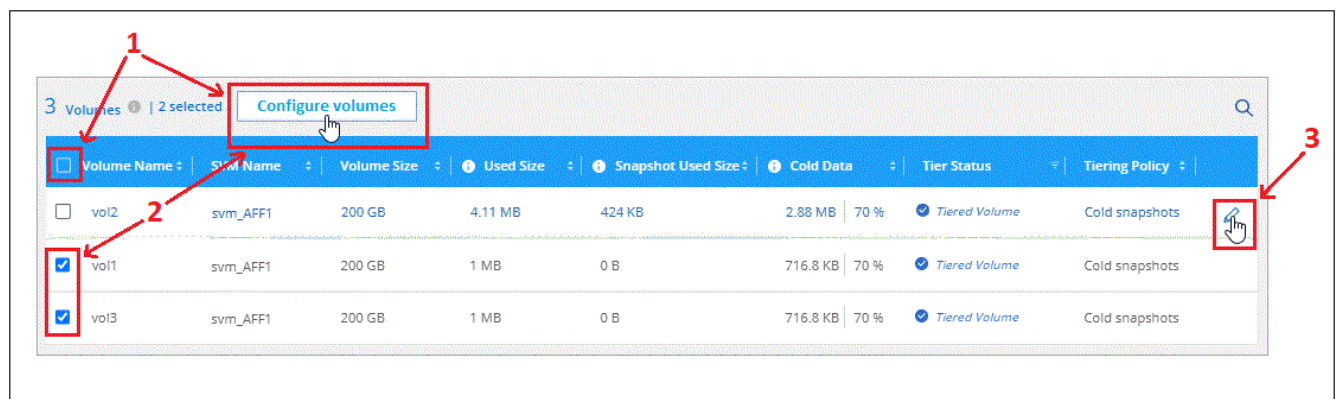 1
3 Volumes | 2 selected Configure volumes
3
Volume Name SVM Name Volume Size Used Size Snapshot Used Size Cold Data Tier Status Tiering Policy
2
vol2 svm_AFF1 200 GB 4.11 MB 424 KB 2.88 MB 70 % Tiered Volume Cold snapshots
vol1 svm_AFF1 200 GB 1 MB 0 B 716.8 KB 70 % Tiered Volume Cold snapshots
vol3 svm_AFF1 200 GB 1 MB 0 B 716.8 KB 70 % Tiered Volume Cold snapshots